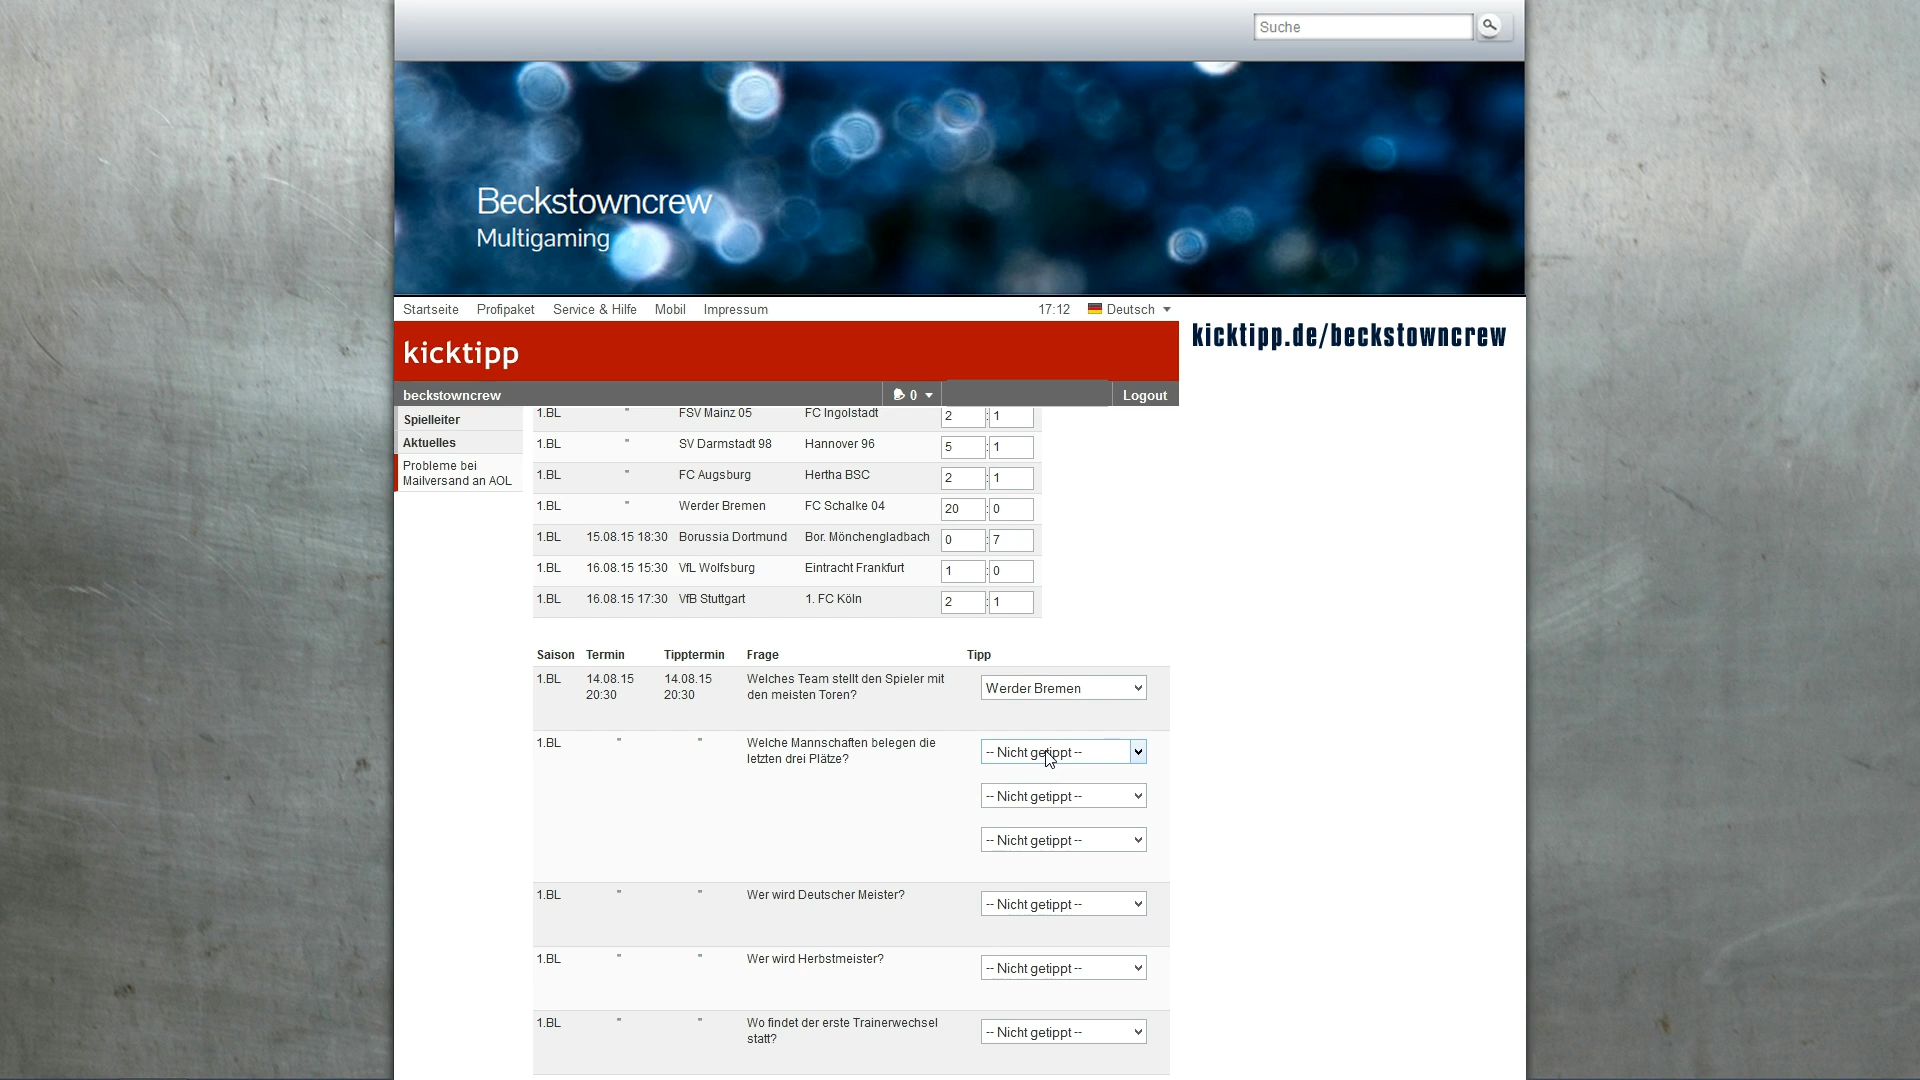 Suche
Beckstowncrew
Multigaming
Startseite Profipaket Service & Hilfe Mobil Impressum 17:12 Deutsch
kicktipp.de/beckstowncrew
kicktipp
beckstowncrew 0 Logout
Spielleiter
Aktuelles
Probleme bei
Mailversand an AOL
1.BL " FSV Mainz 05 FC Ingolstadt 2 : 1
1.BL " SV Darmstadt 98 Hannover 96 5 : 1
1.BL " FC Augsburg Hertha BSC 2 : 1
1.BL " Werder Bremen FC Schalke 04 20 : 0
1.BL 15.08.15 18:30 Borussia Dortmund Bor. Mönchengladbach 0 : 7
1.BL 16.08.15 15:30 VfL Wolfsburg Eintracht Frankfurt 1 : 0
1.BL 16.08.15 17:30 VfB Stuttgart 1. FC Köln 2 : 1
Saison Termin Tipptermin Frage Tipp
1.BL 14.08.15 14.08.15 Welches Team stellt den Spieler mit Werder Bremen
20:30 20:30 den meisten Toren?
1.BL " " Welche Mannschaften belegen die -- Nicht getippt --
letzten drei Plätze?
-- Nicht getippt --
-- Nicht getippt --
1.BL " " Wer wird Deutscher Meister? -- Nicht getippt --
1.BL " " Wer wird Herbstmeister? -- Nicht getippt --
1.BL " " Wo findet der erste Trainerwechsel -- Nicht getippt --
statt?